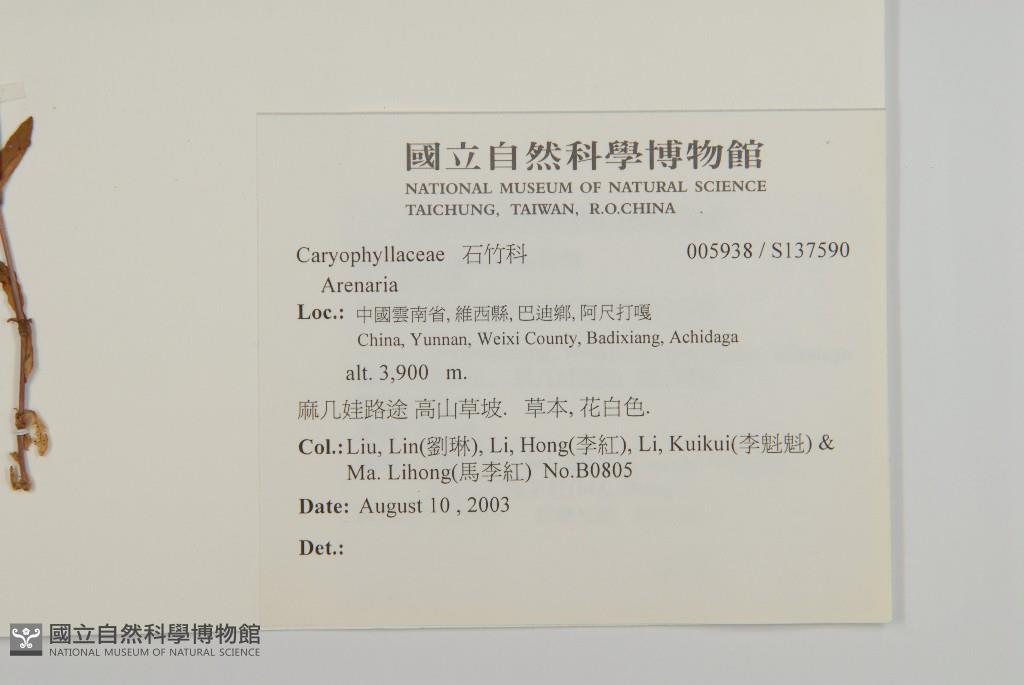 國立自然科學博物館
NATIONAL MUSEUM OF NATURAL SCIENCE
TAICHUNG, TAIWAN, R.O.CHINA
Caryophyllaceae 石竹科 005938 / S137590
Arenaria
Loc.: 中國雲南省, 維西縣, 巴迪鄉, 阿尺打嘎
China, Yunnan, Weixi County, Badixiang, Achidaga
alt. 3,900 m.
麻几娃路途 高山草坡. 草本, 花白色.
Col.: Liu, Lin(劉琳), Li, Hong(李紅), Li, Kuikui(李魁魁) &
Ma. Lihong(馬李紅) No.B0805
Date: August 10 , 2003
Det.:
國立自然科學博物館
NATIONAL MUSEUM OF NATURAL SCIENCE